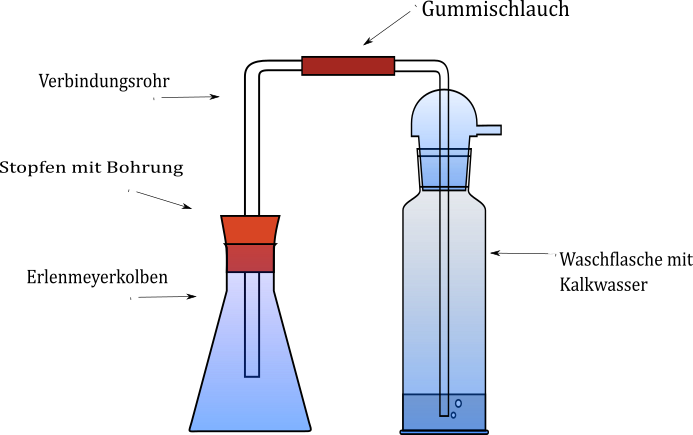 Gummischlauch
Verbindungsrohr
Stopfen mit Bohrung
Erlenmeyerkolben
Waschflasche mit
Kalkwasser